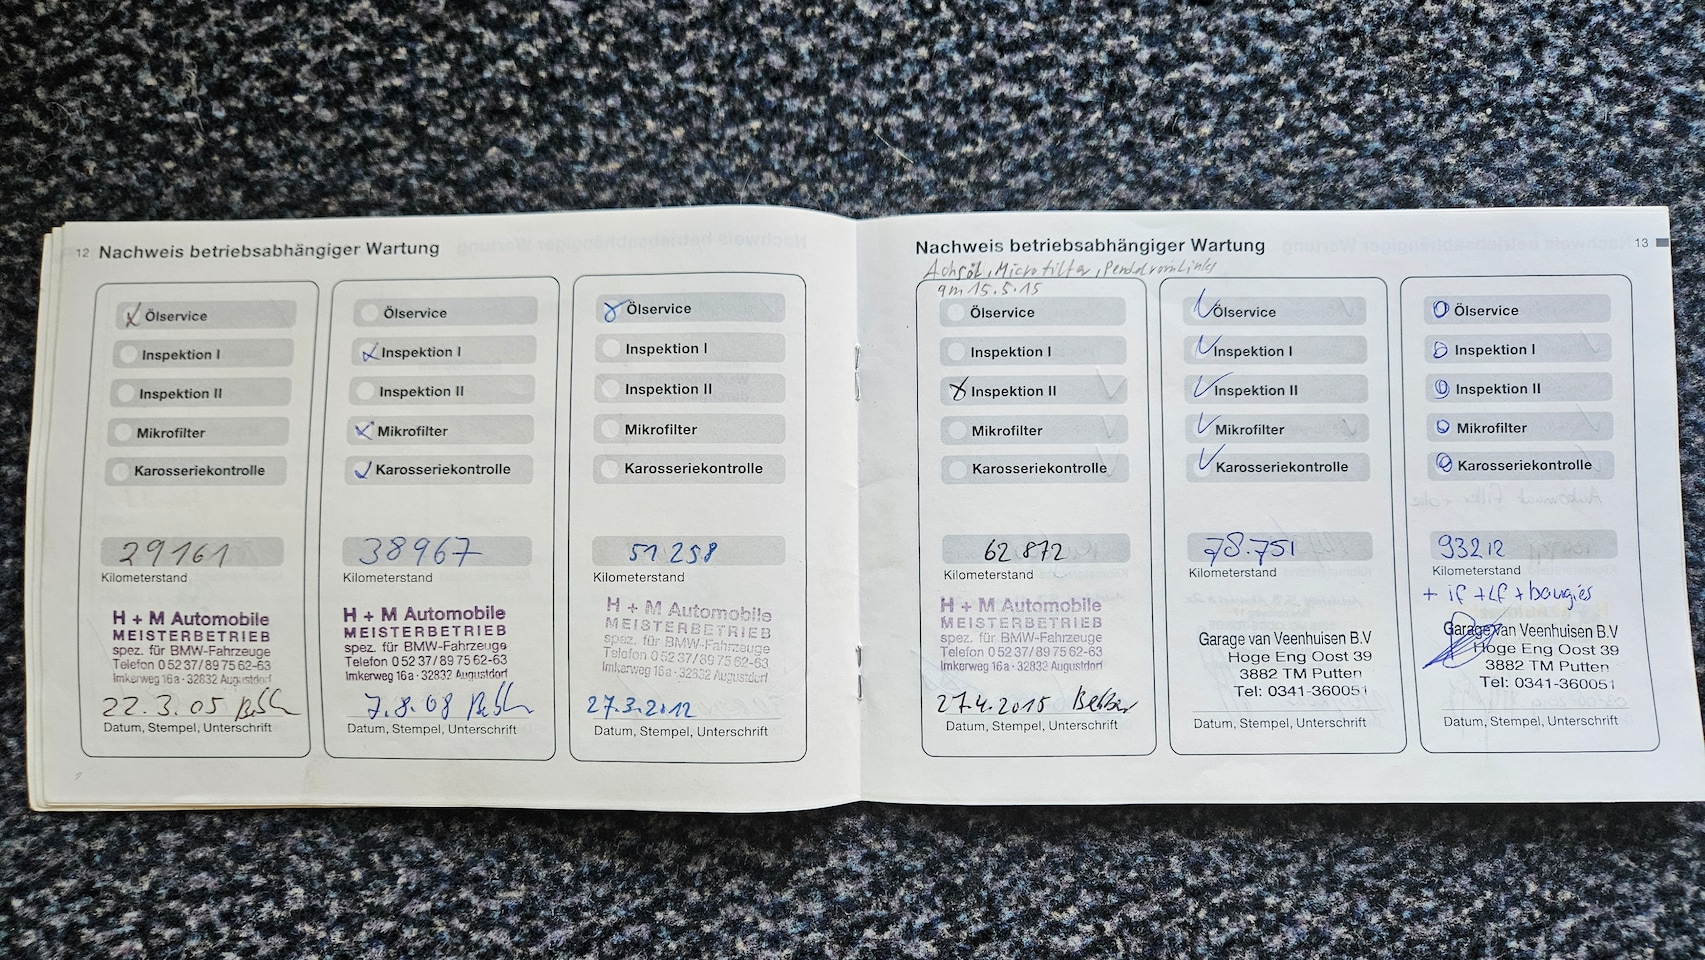 12 Nachweis betriebsabhängiger Wartung
Ölservice
Inspektion I
Inspektion II
Mikrofilter
Karosseriekontrolle
29161
Kilometerstand
H + M Automobile
MEISTERBETRIEB
spez. für BMW-Fahrzeuge
Telefon 0 52 37/89 75 62-63
Imkerweg 16a · 32832 Augustdorf
22.3.05
Datum, Stempel, Unterschrift
Ölservice
Inspektion I
Inspektion II
Mikrofilter
Karosseriekontrolle
38967
Kilometerstand
H + M Automobile
MEISTERBETRIEB
spez. für BMW-Fahrzeuge
Telefon 0 52 37/89 75 62-63
Imkerweg 16a · 32832 Augustdorf
7.8.08
Datum, Stempel, Unterschrift
Ölservice
Inspektion I
Inspektion II
Mikrofilter
Karosseriekontrolle
51 258
Kilometerstand
H + M Automobile
MEISTERBETRIEB
spez. für BMW-Fahrzeuge
Telefon 0 52 37/89 75 62-63
Imkerweg 16a · 32832 Augustdorf
27.3.2012
Datum, Stempel, Unterschrift
Nachweis betriebsabhängiger Wartung 13
Achsöl, Microfilter,
am 15.5.15
Ölservice
Inspektion I
Inspektion II
Mikrofilter
Karosseriekontrolle
62 872
Kilometerstand
H + M Automobile
MEISTERBETRIEB
spez. für BMW-Fahrzeuge
Telefon 0 52 37/89 75 62-63
Imkerweg 16a · 32832 Augustdorf
27.4.2015
Datum, Stempel, Unterschrift
Ölservice
Inspektion I
Inspektion II
Mikrofilter
Karosseriekontrolle
78.751
Kilometerstand
Garage van Veenhuisen B.V
Hoge Eng Oost 39
3882 TM Putten
Tel: 0341-360051
Datum, Stempel, Unterschrift
Ölservice
Inspektion I
Inspektion II
Mikrofilter
Karosseriekontrolle
93212
Kilometerstand
+ if + lf + bougies
Garage van Veenhuisen B.V
Hoge Eng Oost 39
3882 TM Putten
Tel: 0341-360051
Datum, Stempel, Unterschrift